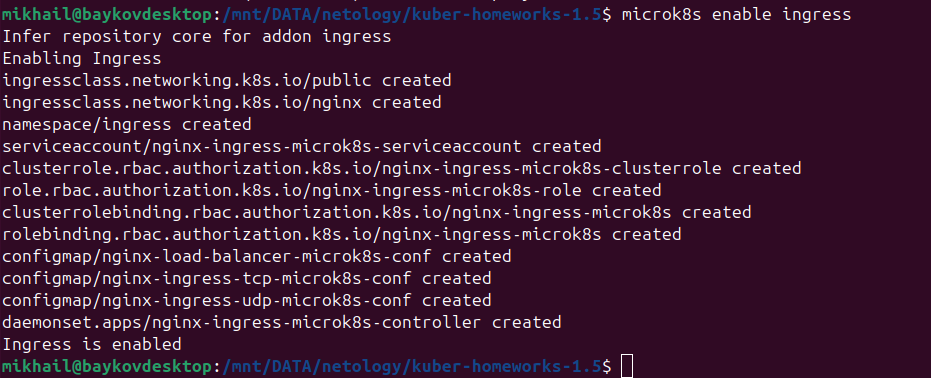 mikhail@baykovdesktop:/mnt/DATA/netology/kuber-homeworks-1.5$ microk8s enable ingress
Infer repository core for addon ingress
Enabling Ingress
ingressclass.networking.k8s.io/public created
ingressclass.networking.k8s.io/nginx created
namespace/ingress created
serviceaccount/nginx-ingress-microk8s-serviceaccount created
clusterrole.rbac.authorization.k8s.io/nginx-ingress-microk8s-clusterrole created
role.rbac.authorization.k8s.io/nginx-ingress-microk8s-role created
clusterrolebinding.rbac.authorization.k8s.io/nginx-ingress-microk8s created
rolebinding.rbac.authorization.k8s.io/nginx-ingress-microk8s created
configmap/nginx-load-balancer-microk8s-conf created
configmap/nginx-ingress-tcp-microk8s-conf created
configmap/nginx-ingress-udp-microk8s-conf created
daemonset.apps/nginx-ingress-microk8s-controller created
Ingress is enabled
mikhail@baykovdesktop:/mnt/DATA/netology/kuber-homeworks-1.5$